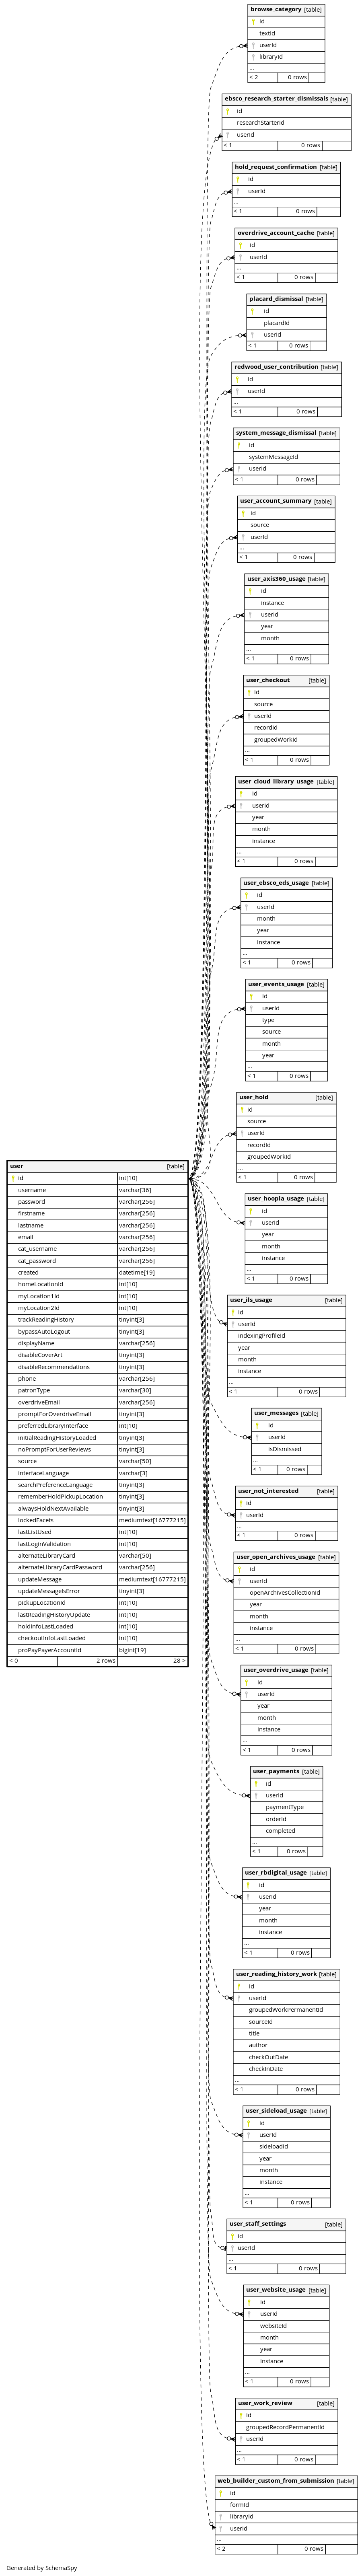 browse_category [table]
id
textId
userId
libraryId
...
< 2 0 rows
ebsco_research_starter_dismissals [table]
id
researchStarterId
userId
< 1 0 rows
hold_request_confirmation [table]
id
userId
...
< 1 0 rows
overdrive_account_cache [table]
id
userId
...
< 1 0 rows
placard_dismissal [table]
id
placardId
userId
< 1 0 rows
redwood_user_contribution [table]
id
userId
...
< 1 0 rows
system_message_dismissal [table]
id
systemMessageId
userId
< 1 0 rows
user_account_summary [table]
id
source
userId
...
< 1 0 rows
user_axis360_usage [table]
id
instance
userId
year
month
...
< 1 0 rows
user_checkout [table]
id
source
userId
recordId
groupedWorkId
...
< 1 0 rows
user_cloud_library_usage [table]
id
userId
year
month
instance
...
< 1 0 rows
user_ebsco_eds_usage [table]
id
userId
month
year
instance
...
< 1 0 rows
user_events_usage [table]
id
userId
type
source
month
year
...
< 1 0 rows
user_hold [table]
id
source
userId
recordId
groupedWorkId
...
< 1 0 rows
user [table]
id int[10]
username varchar[36]
password varchar[256]
firstname varchar[256]
lastname varchar[256]
email varchar[256]
cat_username varchar[256]
cat_password varchar[256]
created datetime[19]
homeLocationId int[10]
myLocation1Id int[10]
myLocation2Id int[10]
trackReadingHistory tinyint[3]
bypassAutoLogout tinyint[3]
displayName varchar[256]
disableCoverArt tinyint[3]
disableRecommendations tinyint[3]
phone varchar[256]
patronType varchar[30]
overdriveEmail varchar[256]
promptForOverdriveEmail tinyint[3]
preferredLibraryInterface int[10]
initialReadingHistoryLoaded tinyint[3]
noPromptForUserReviews tinyint[3]
source varchar[50]
interfaceLanguage varchar[3]
searchPreferenceLanguage tinyint[3]
rememberHoldPickupLocation tinyint[3]
alwaysHoldNextAvailable tinyint[3]
lockedFacets mediumtext[16777215]
lastListUsed int[10]
lastLoginValidation int[10]
alternateLibraryCard varchar[50]
alternateLibraryCardPassword varchar[256]
updateMessage mediumtext[16777215]
updateMessageIsError tinyint[3]
pickupLocationId int[10]
lastReadingHistoryUpdate int[10]
holdInfoLastLoaded int[10]
checkoutInfoLastLoaded int[10]
proPayPayerAccountId bigint[19]
< 0 2 rows 28 >
user_hoopla_usage [table]
id
userId
year
month
instance
...
< 1 0 rows
user_ils_usage [table]
id
userId
indexingProfileId
year
month
instance
...
< 1 0 rows
user_messages [table]
id
userId
isDismissed
...
< 1 0 rows
user_not_interested [table]
id
userId
...
< 1 0 rows
user_open_archives_usage [table]
id
userId
openArchivesCollectionId
year
month
instance
...
< 1 0 rows
user_overdrive_usage [table]
id
userId
year
month
instance
...
< 1 0 rows
user_payments [table]
id
userId
paymentType
orderId
completed
...
< 1 0 rows
user_rbdigital_usage [table]
id
userId
year
month
instance
...
< 1 0 rows
user_reading_history_work [table]
id
userId
groupedWorkPermanentId
sourceId
title
author
checkOutDate
checkInDate
...
< 1 0 rows
user_sideload_usage [table]
id
userId
sideloadId
year
month
instance
...
< 1 0 rows
user_staff_settings [table]
id
userId
...
< 1 0 rows
user_website_usage [table]
id
userId
websiteId
month
year
instance
...
< 1 0 rows
user_work_review [table]
id
groupedRecordPermanentId
userId
...
< 1 0 rows
web_builder_custom_from_submission [table]
id
formId
libraryId
userId
...
< 2 0 rows
Generated by SchemaSpy